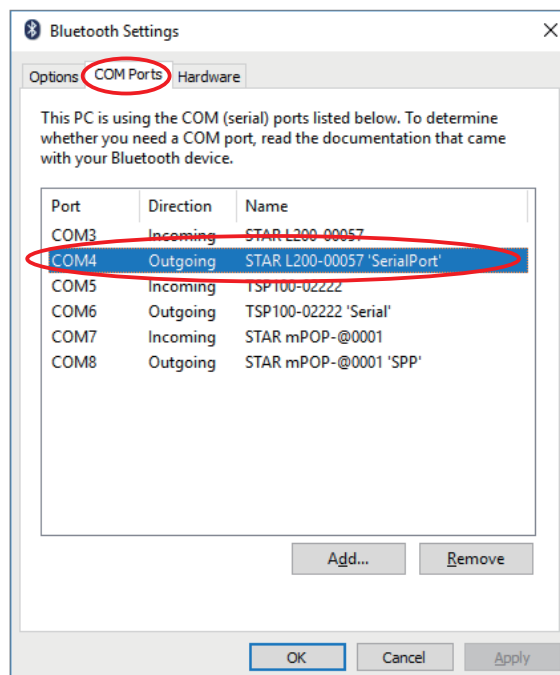 Bluetooth Settings
Options COM Ports Hardware
This PC is using the COM (serial) ports listed below. To determine
whether you need a COM port, read the documentation that came
with your Bluetooth device.
Port Direction Name
COM3 Incoming STAR L200-00057
COM4 Outgoing STAR L200-00057 'SerialPort'
COM5 Incoming TSP100-02222
COM6 Outgoing TSP100-02222 'Serial'
COM7 Incoming STAR mPOP-@0001
COM8 Outgoing STAR mPOP-@0001 'SPP'
Add... Remove
OK Cancel Apply